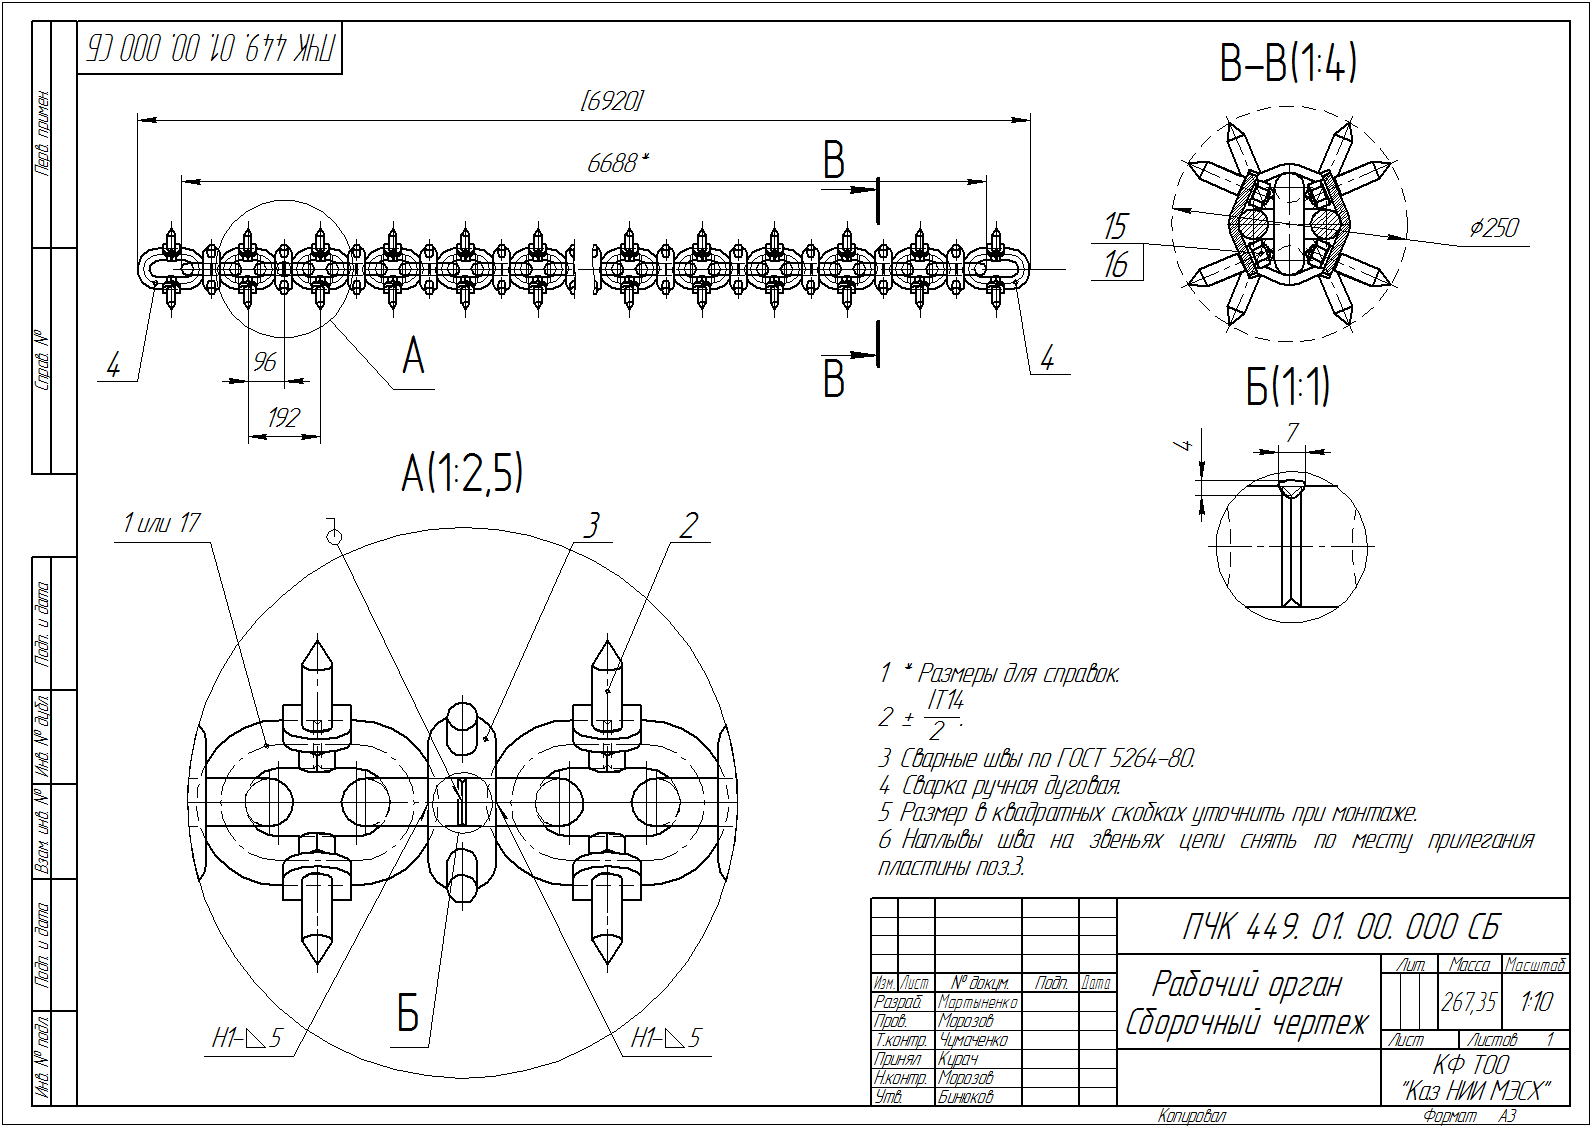 ПЧК 449. 01. 00. 000 СБ
Перв. примен.
Справ. №
Подп. и дата
Инв. № дубл.
Взам. инв. №
Подп. и дата
Инв. № подл.
[6920]
6688*
В
В
А
4
4
96
192
В–В(1:4)
15
16
⌀250
Б(1:1)
7
4
А(1:2,5)
1 или 17
3
2
Б
Н1–◺5
Н1–◺5
1 * Размеры для справок.
2 ± IT14/2.
3 Сварные швы по ГОСТ 5264–80.
4 Сварка ручная дуговая.
5 Размер в квадратных скобках уточнить при монтаже.
6 Наплывы шва на звеньях цепи снять по месту прилегания
пластины поз.3.
ПЧК 449. 01. 00. 000 СБ
Изм. Лист № докум. Подп. Дата
Разраб. Мартыненко
Пров. Морозов
Т.контр. Чумаченко
Принял Курач
Н.контр. Морозов
Утв. Бинюков
Рабочий орган
Сборочный чертеж
Лит. Масса Масштаб
267,35 1:10
Лист Листов 1
КФ ТОО
"Каз НИИ МЭСХ"
Копировал Формат А3